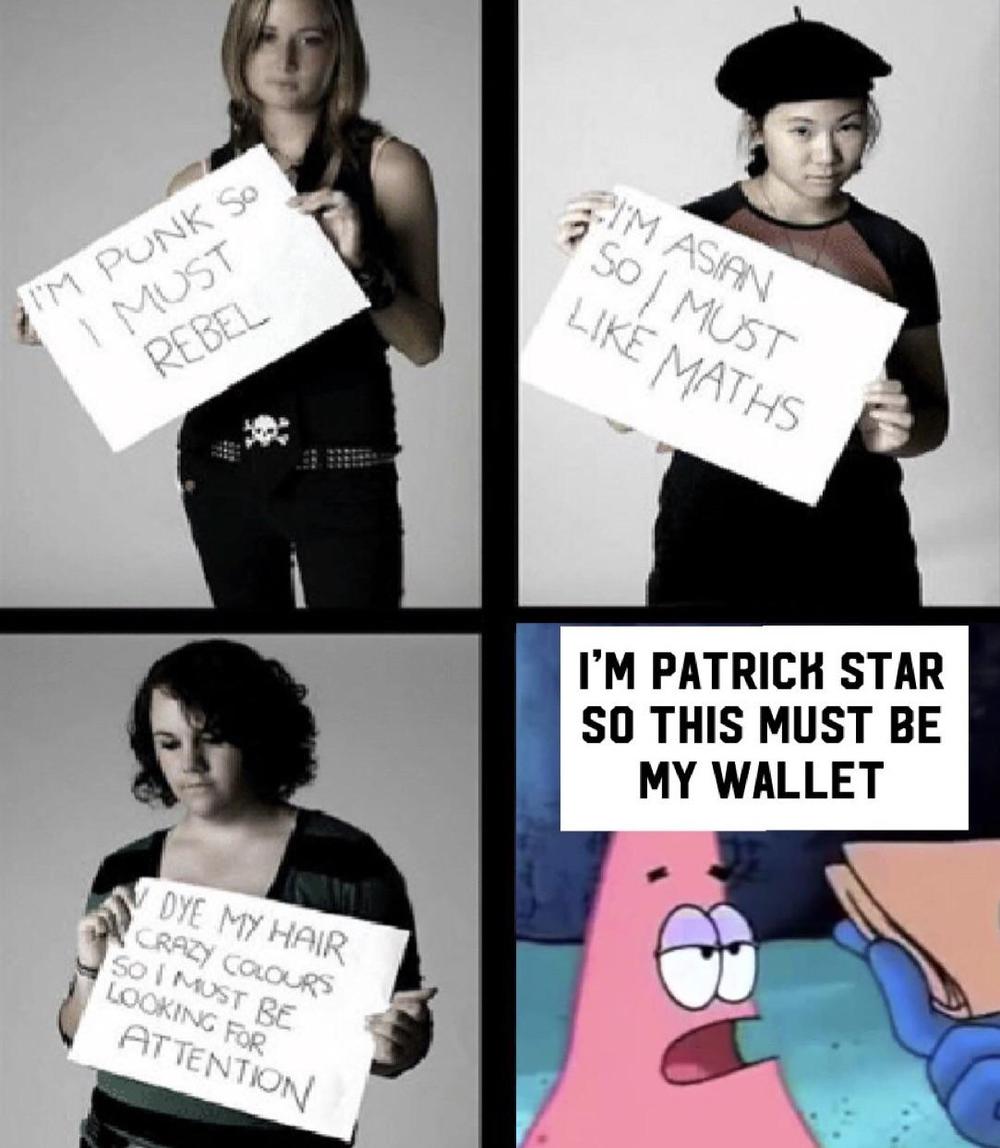 I'M PUNK SO
I MUST
REBEL
I'M ASIAN
SO I MUST
LIKE MATHS
I DYE MY HAIR
CRAZY COLOURS
SO I MUST BE
LOOKING FOR
ATTENTION
I'M PATRICK STAR
SO THIS MUST BE
MY WALLET